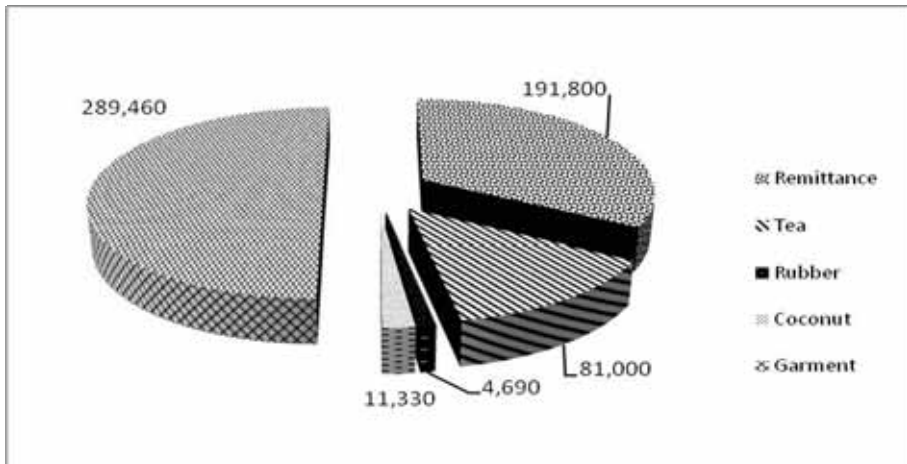 289,460
191,800
81,000
4,690
11,330
Remittance
Tea
Rubber
Coconut
Garment